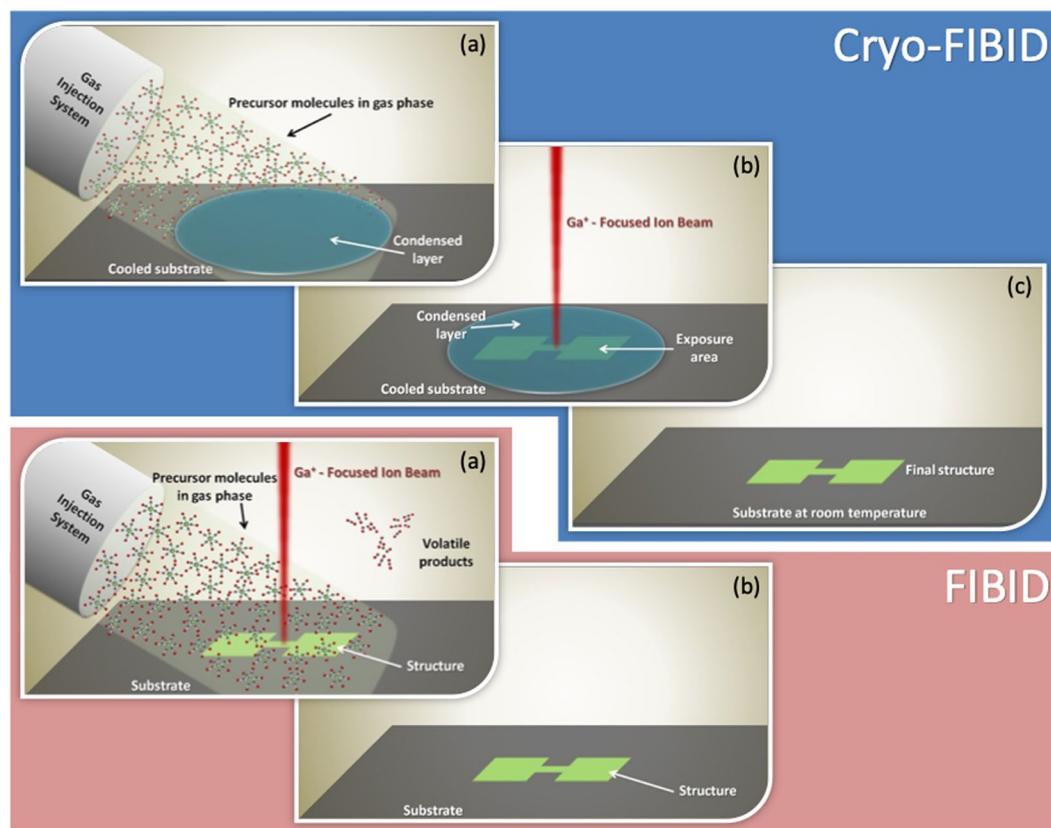 Cryo-FIBID
(a)
Gas
Injection
System
Precursor molecules in gas phase
Condensed
layer
Cooled substrate
(b)
Ga⁺ - Focused Ion Beam
Condensed
layer
Exposure
area
Cooled substrate
(c)
Final structure
Substrate at room temperature
FIBID
(a)
Gas
Injection
System
Ga⁺ - Focused Ion Beam
Precursor molecules
in gas phase
Volatile
products
Structure
Substrate
(b)
Structure
Substrate